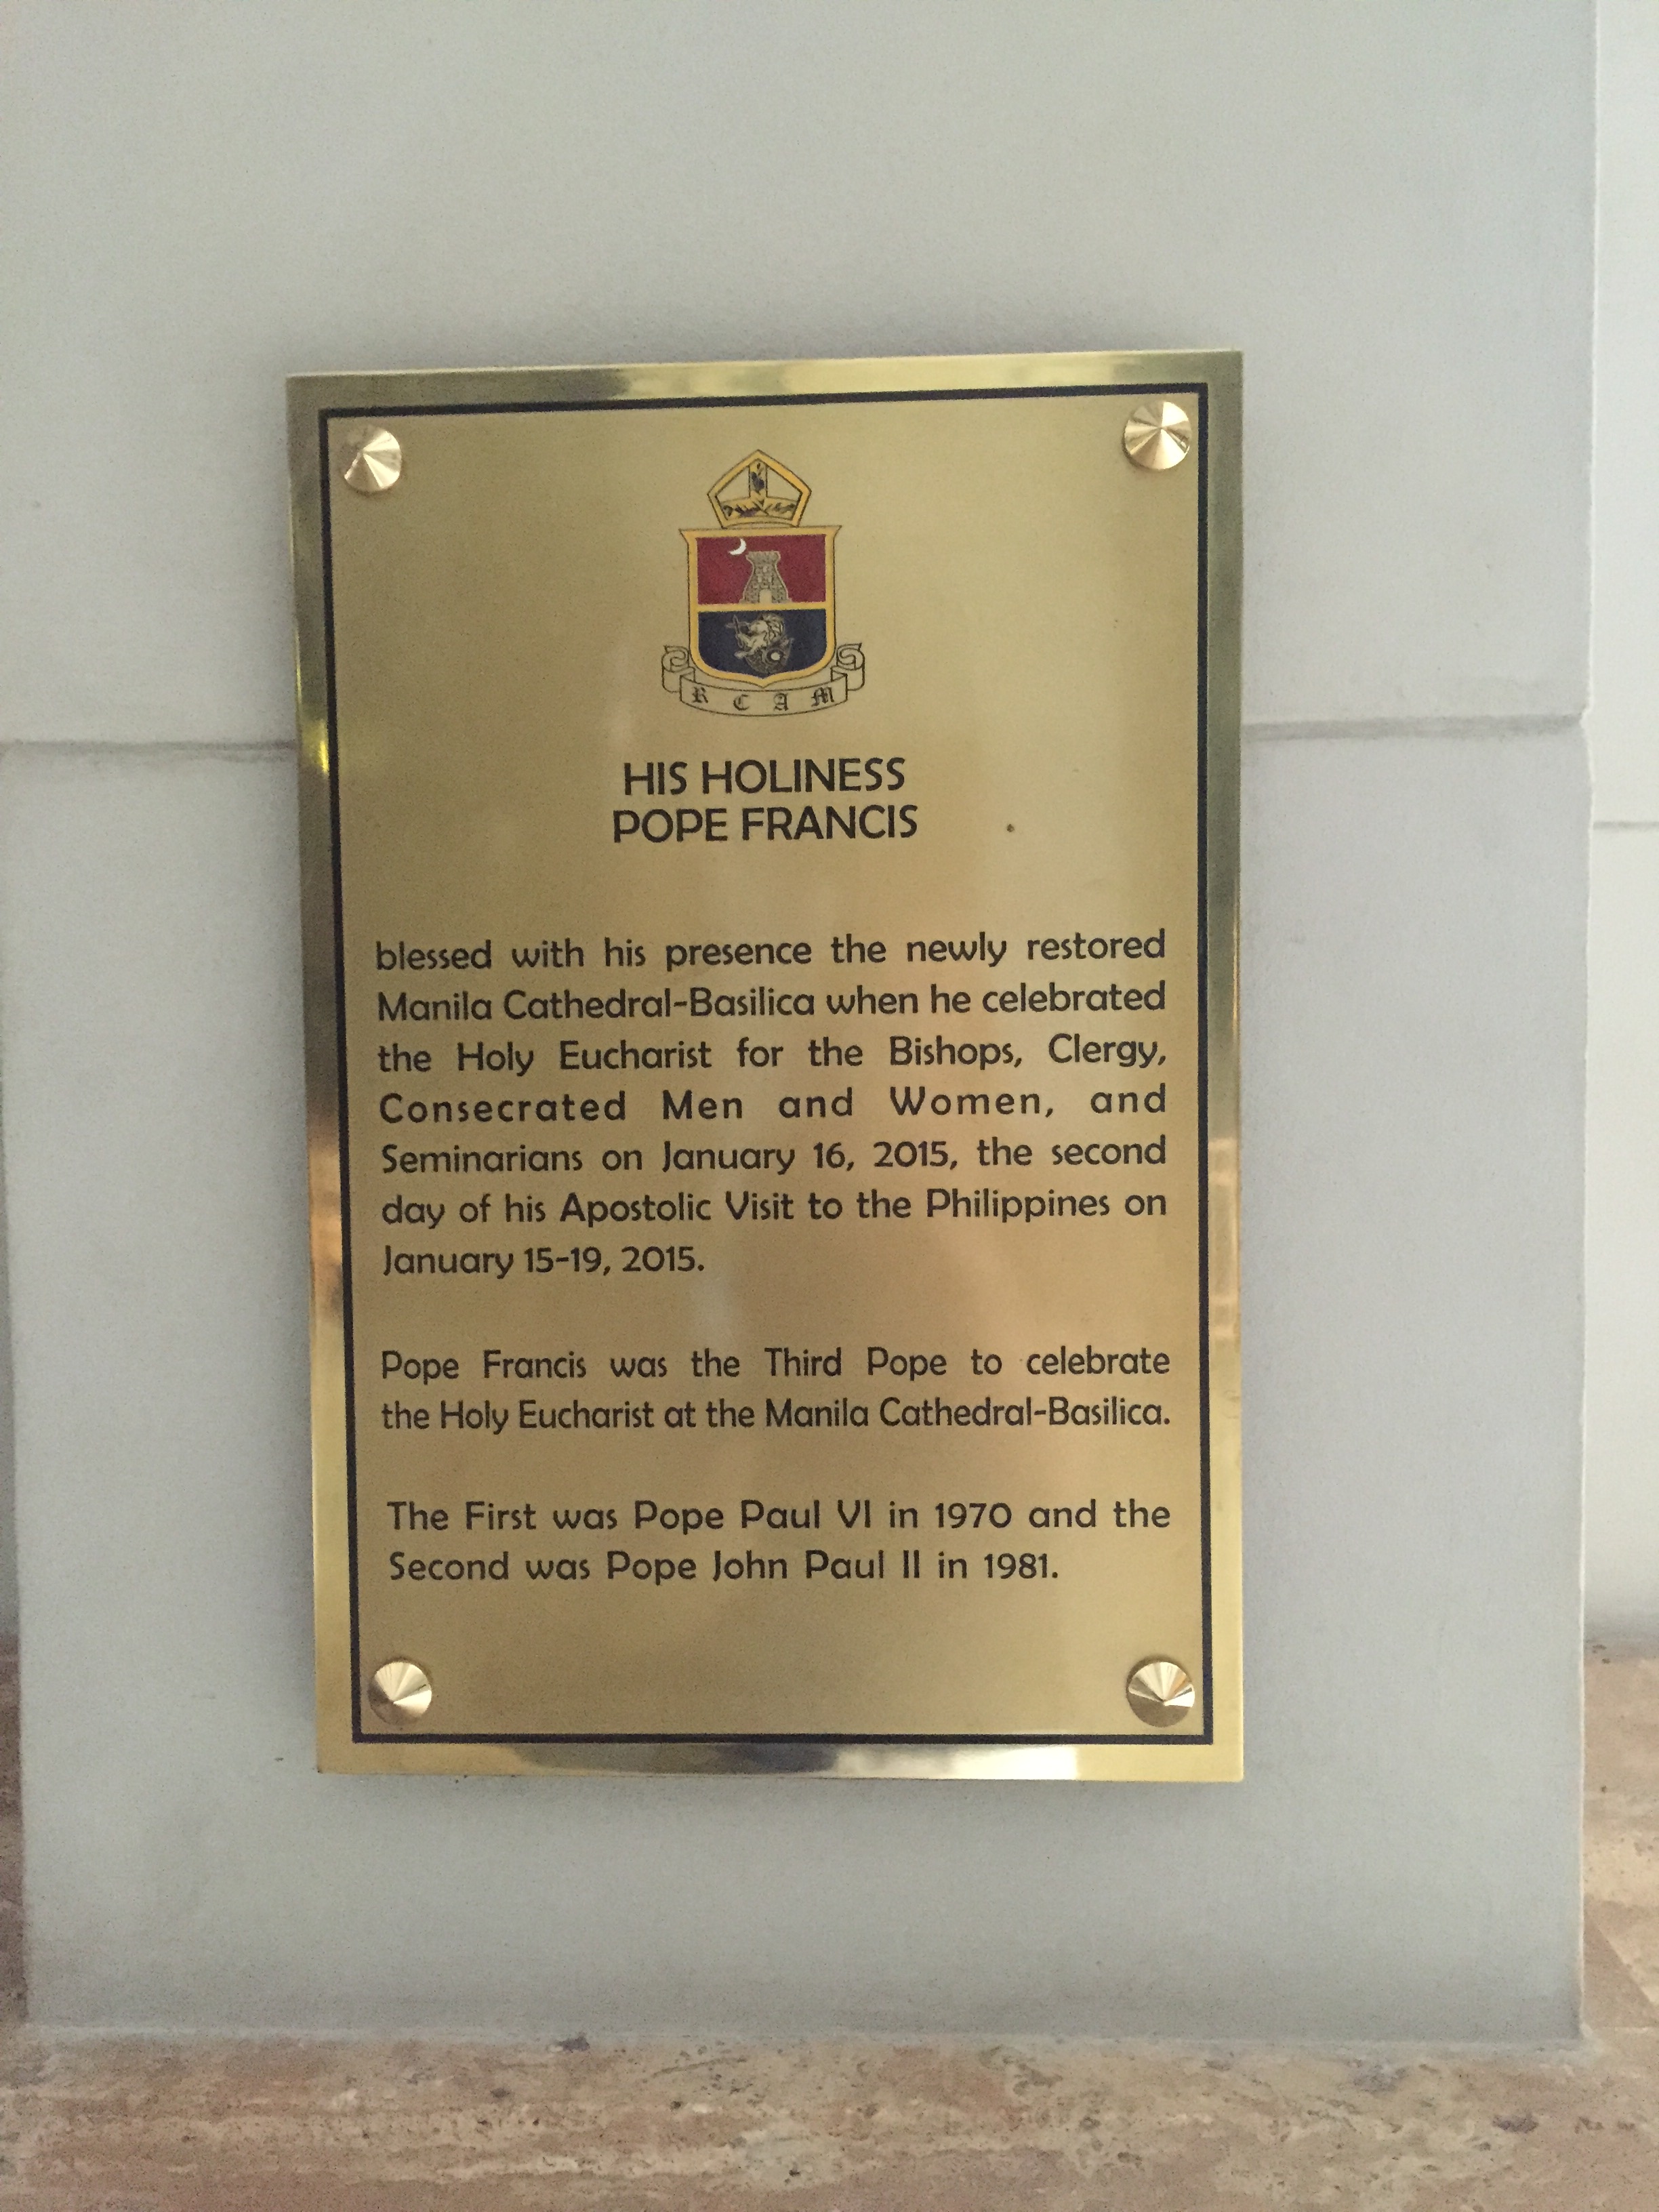 R C A M
HIS HOLINESS
POPE FRANCIS
blessed with his presence the newly restored
Manila Cathedral-Basilica when he celebrated
the Holy Eucharist for the Bishops, Clergy,
Consecrated Men and Women, and
Seminarians on January 16, 2015, the second
day of his Apostolic Visit to the Philippines on
January 15-19, 2015.
Pope Francis was the Third Pope to celebrate
the Holy Eucharist at the Manila Cathedral-Basilica.
The First was Pope Paul VI in 1970 and the
Second was Pope John Paul II in 1981.